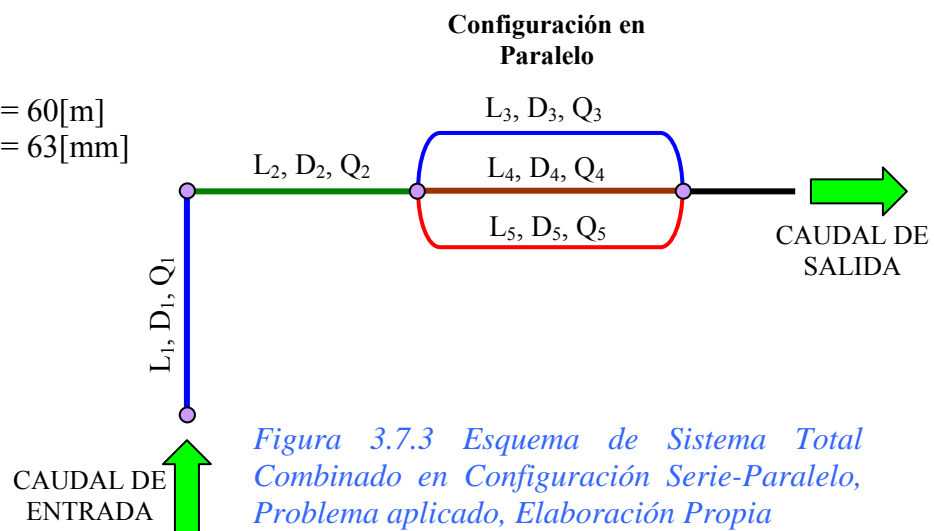 Configuración en
Paralelo
= 60[m]
= 63[mm]
L₃, D₃, Q₃
L₂, D₂, Q₂
L₄, D₄, Q₄
L₅, D₅, Q₅
CAUDAL DE
SALIDA
L₁, D₁, Q₁
CAUDAL DE
ENTRADA
Figura 3.7.3 Esquema de Sistema Total
Combinado en Configuración Serie-Paralelo,
Problema aplicado, Elaboración Propia